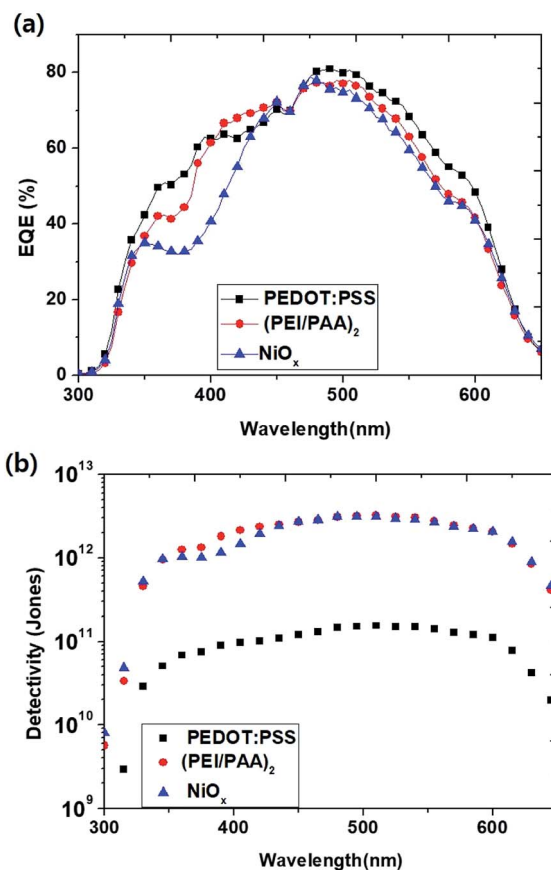 (a)
EQE (%)
80
60
40
20
0
PEDOT:PSS
(PEI/PAA)₂
NiOₓ
300
400
500
600
Wavelength(nm)
(b)
Detectivity (Jones)
10¹³
10¹²
10¹¹
10¹⁰
10⁹
PEDOT:PSS
(PEI/PAA)₂
NiOₓ
300
400
500
600
Wavelength(nm)